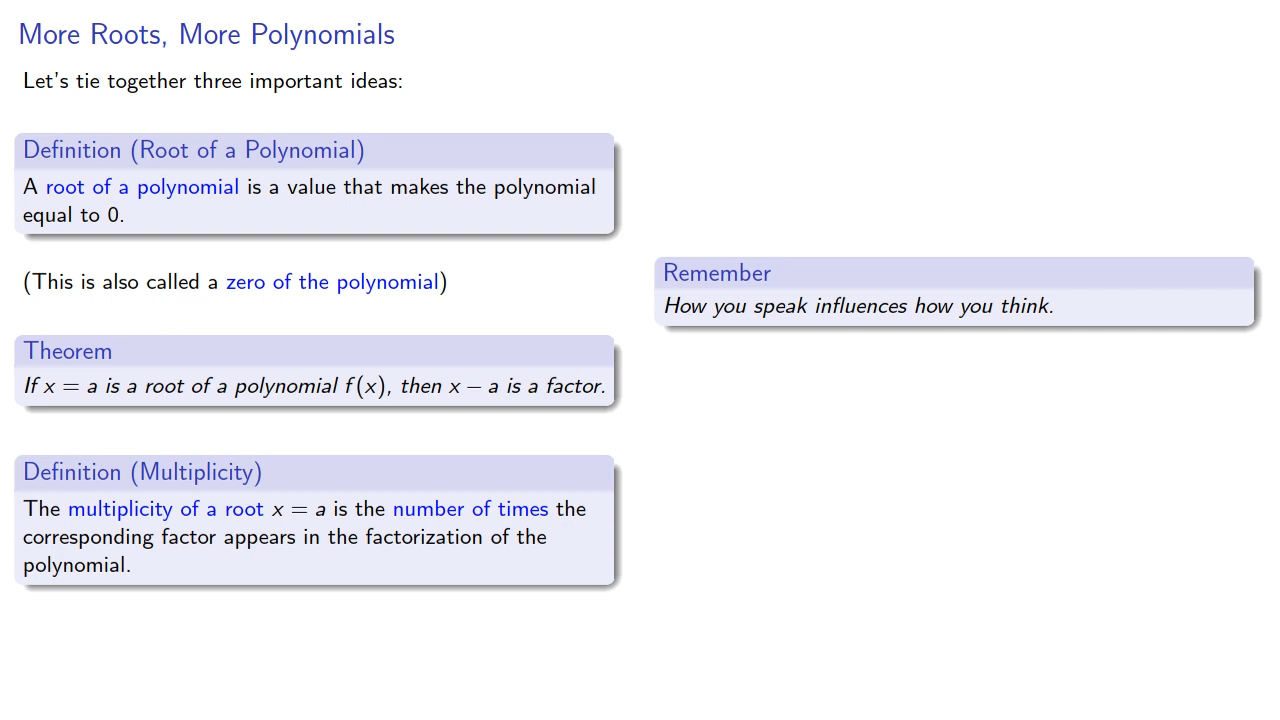 More Roots, More Polynomials
Let's tie together three important ideas:
Definition (Root of a Polynomial)
A root of a polynomial is a value that makes the polynomial
equal to 0.
(This is also called a zero of the polynomial)
Theorem
If x = a is a root of a polynomial f(x), then x − a is a factor.
Definition (Multiplicity)
The multiplicity of a root x = a is the number of times the
corresponding factor appears in the factorization of the
polynomial.
Remember
How you speak influences how you think.